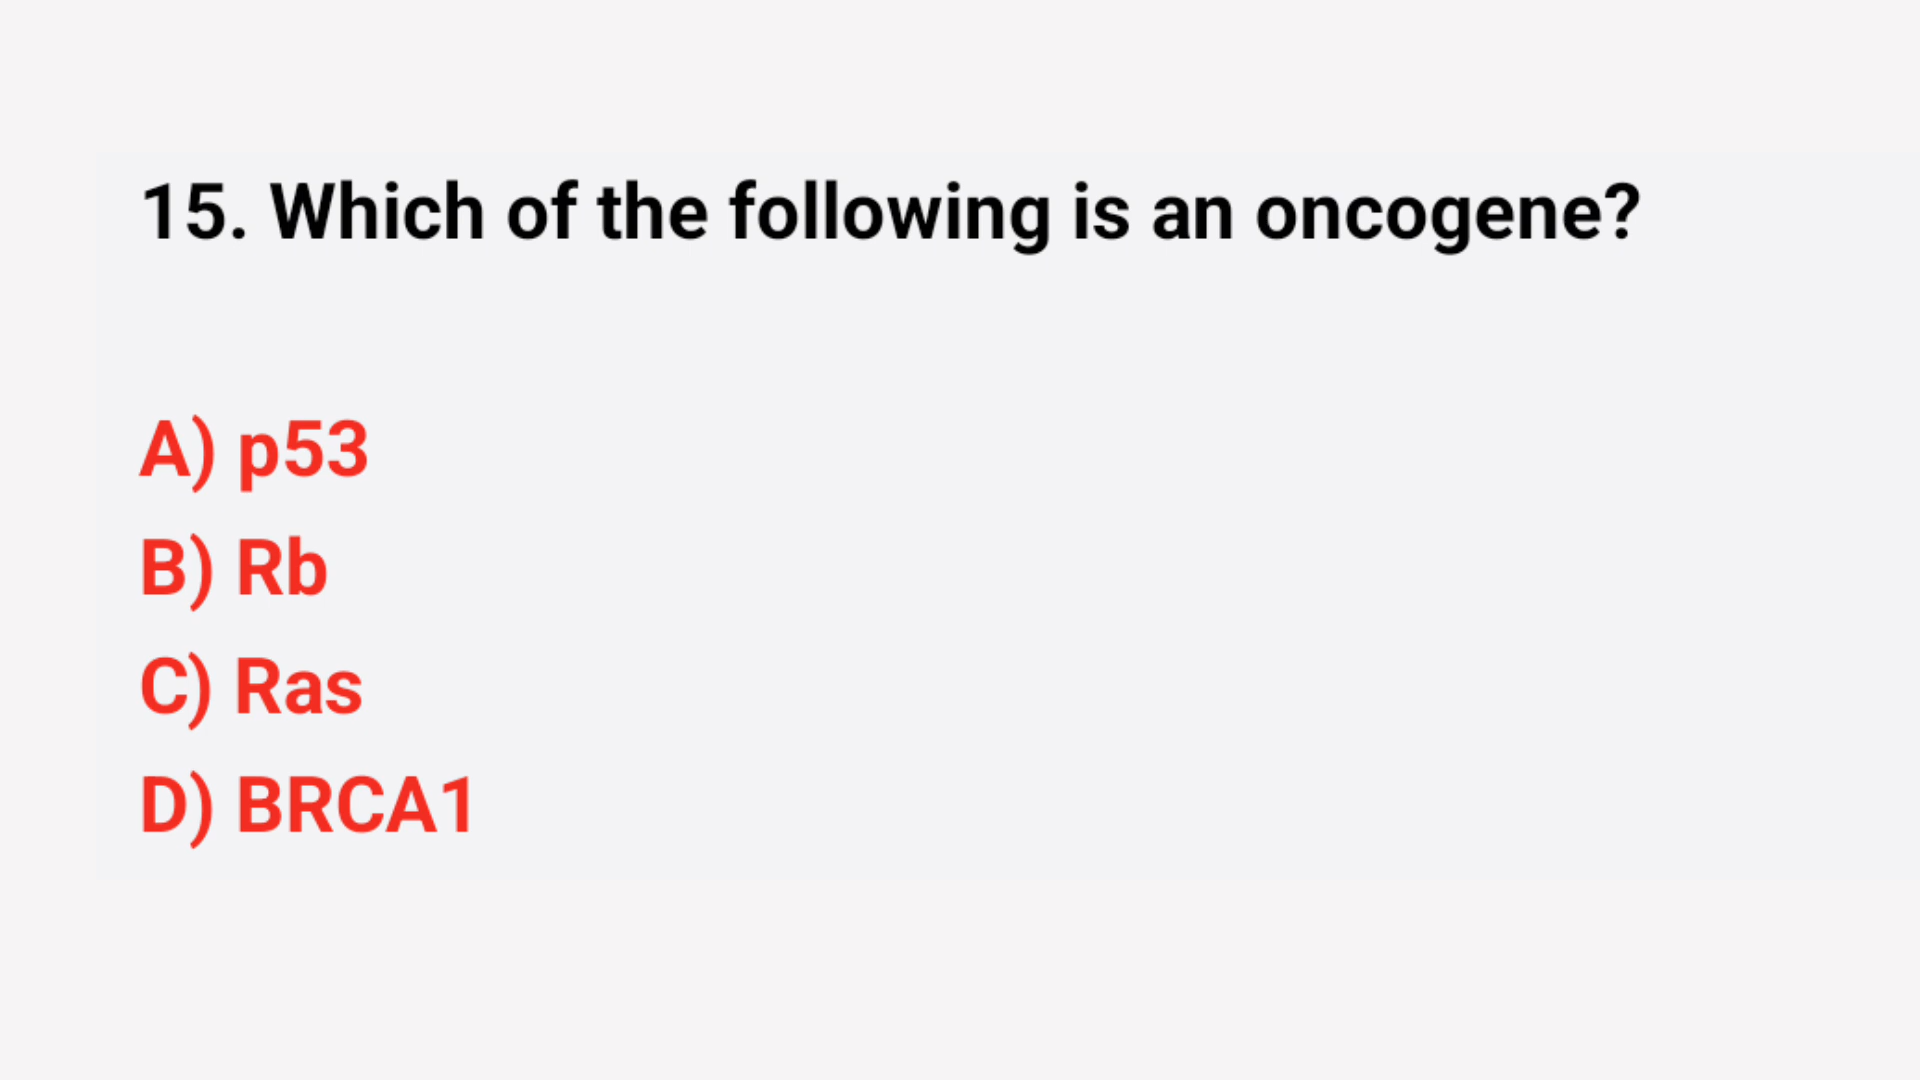 15. Which of the following is an oncogene?
A) p53
B) Rb
C) Ras
D) BRCA1